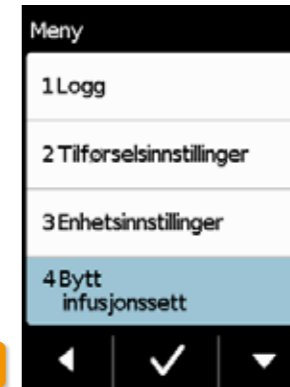 Meny
1 Logg
2 Tilførselsinnstillinger
3 Enhetsinnstillinger
4 Bytt
infusjonssett